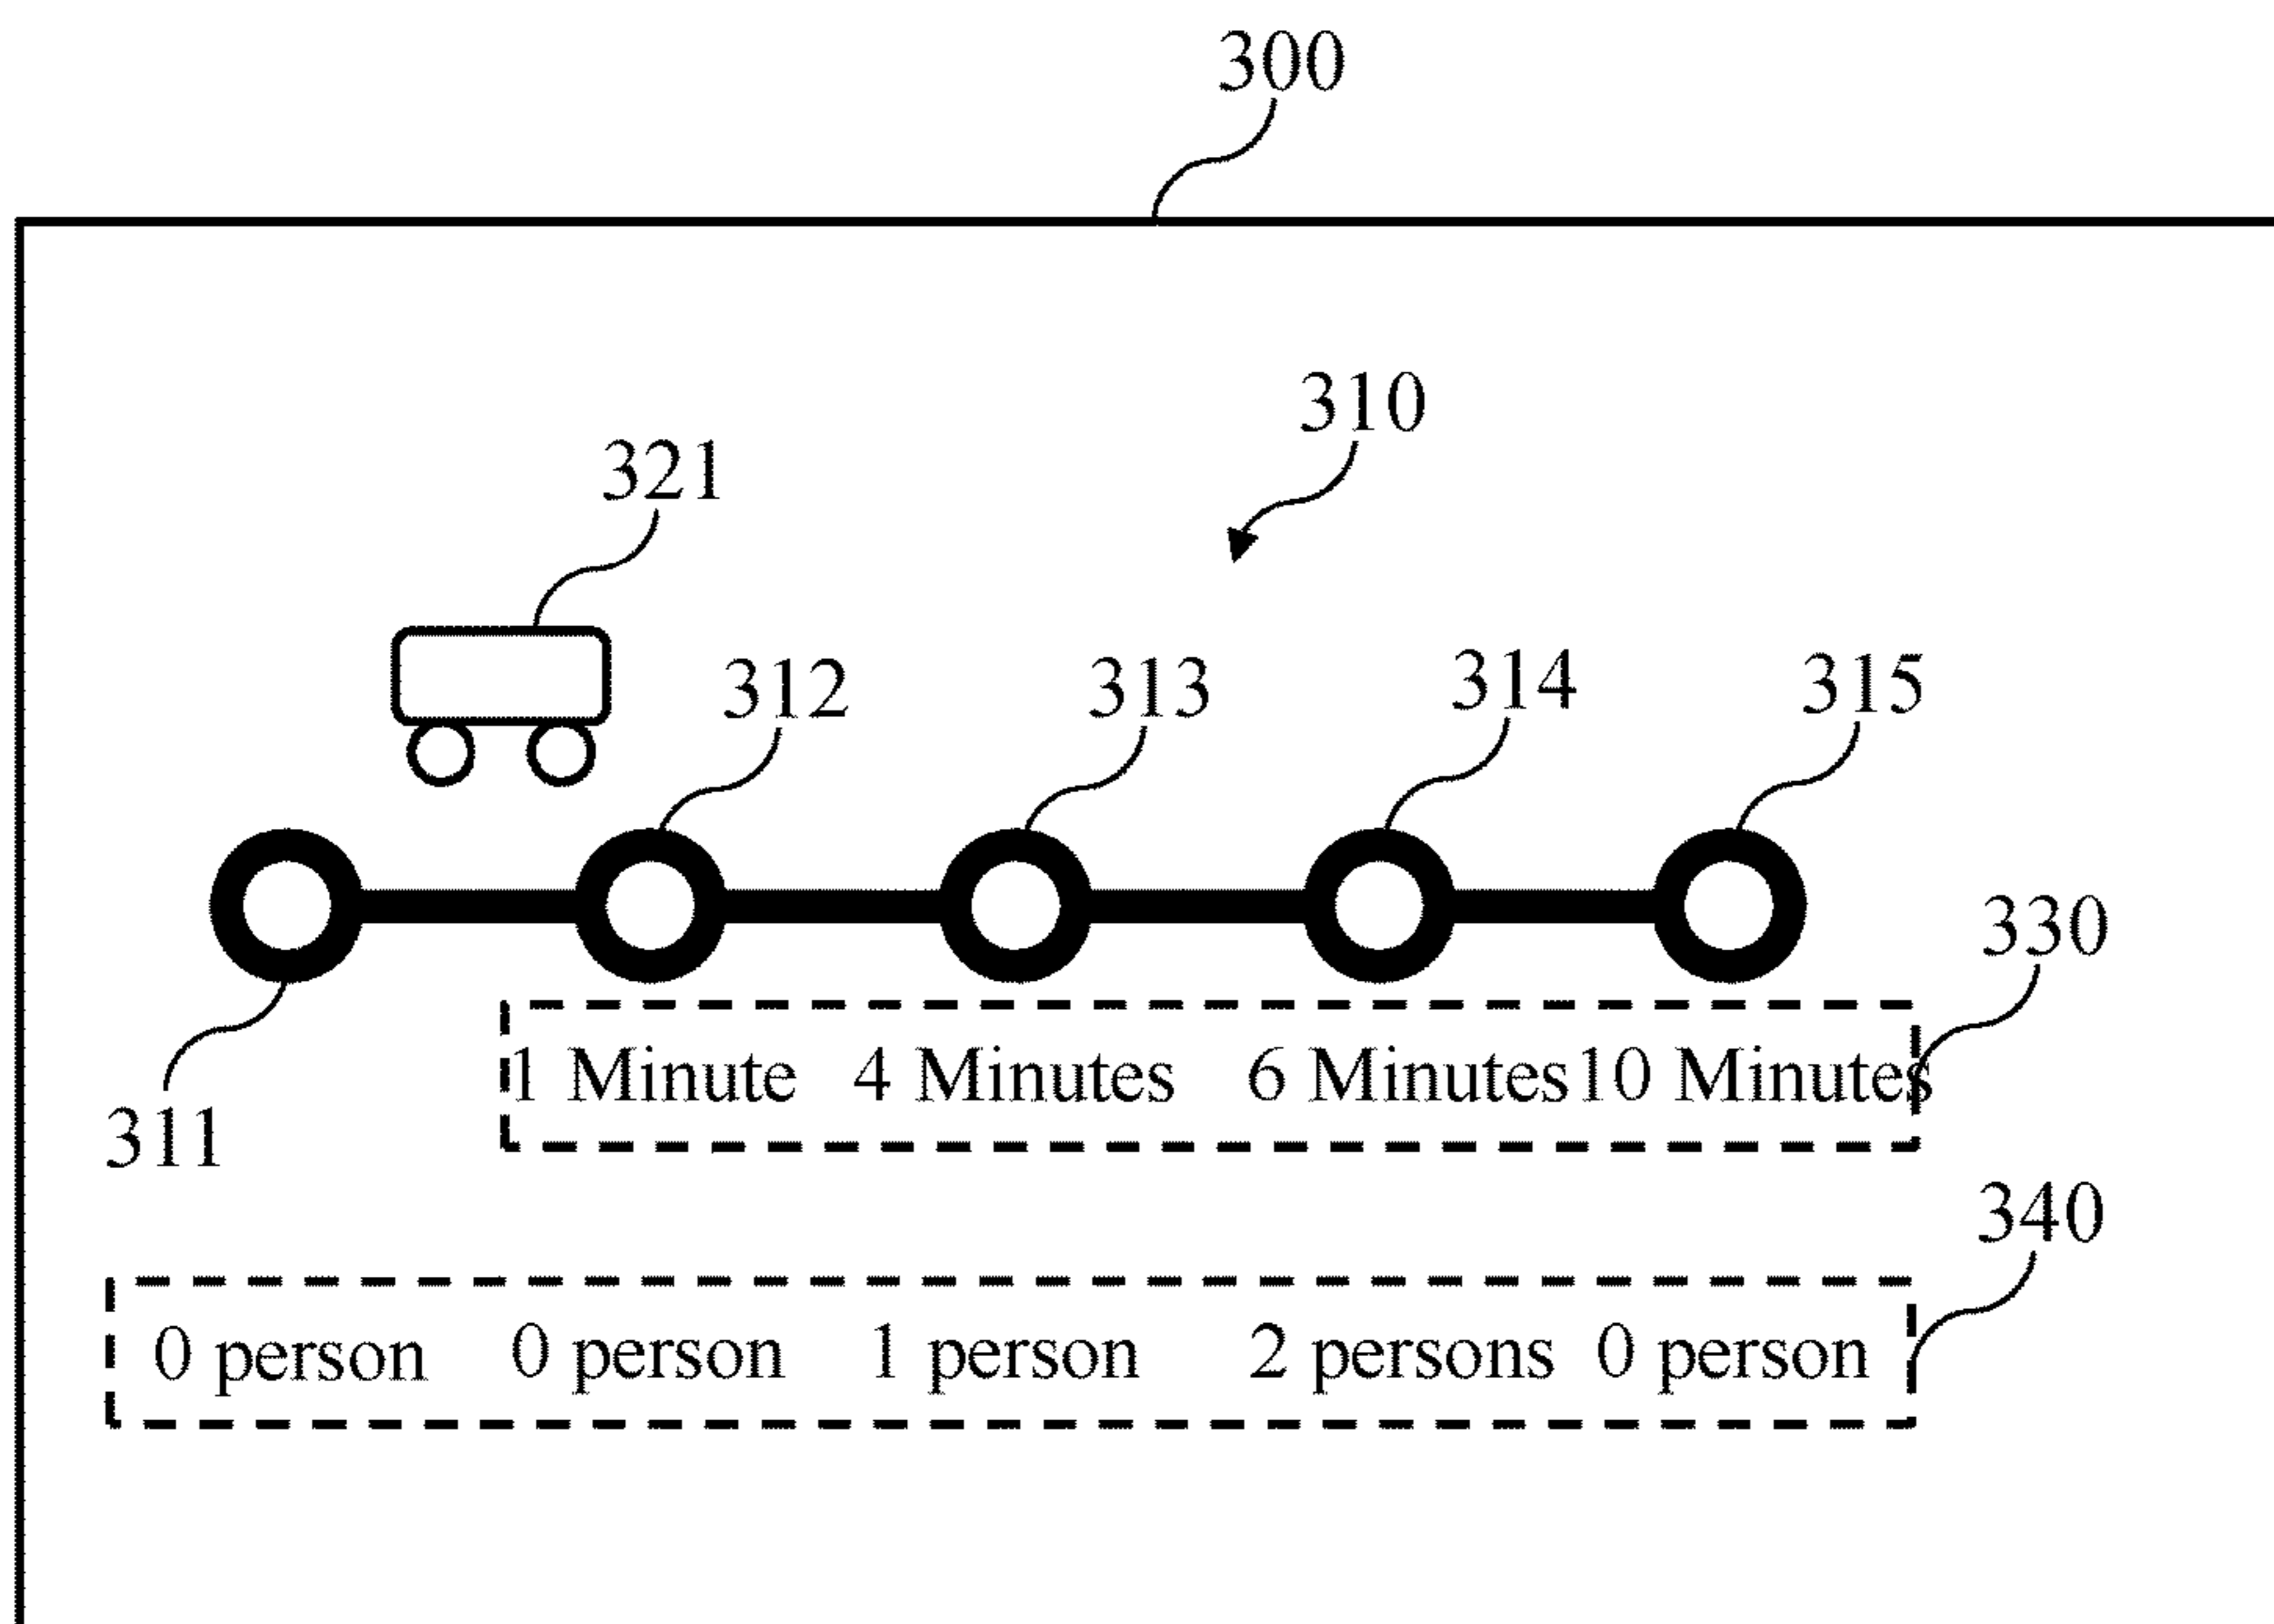 300
310
321
312 313 314 315
330
1 Minute 4 Minutes 6 Minutes 10 Minutes
311
340
0 person 0 person 1 person 2 persons 0 person